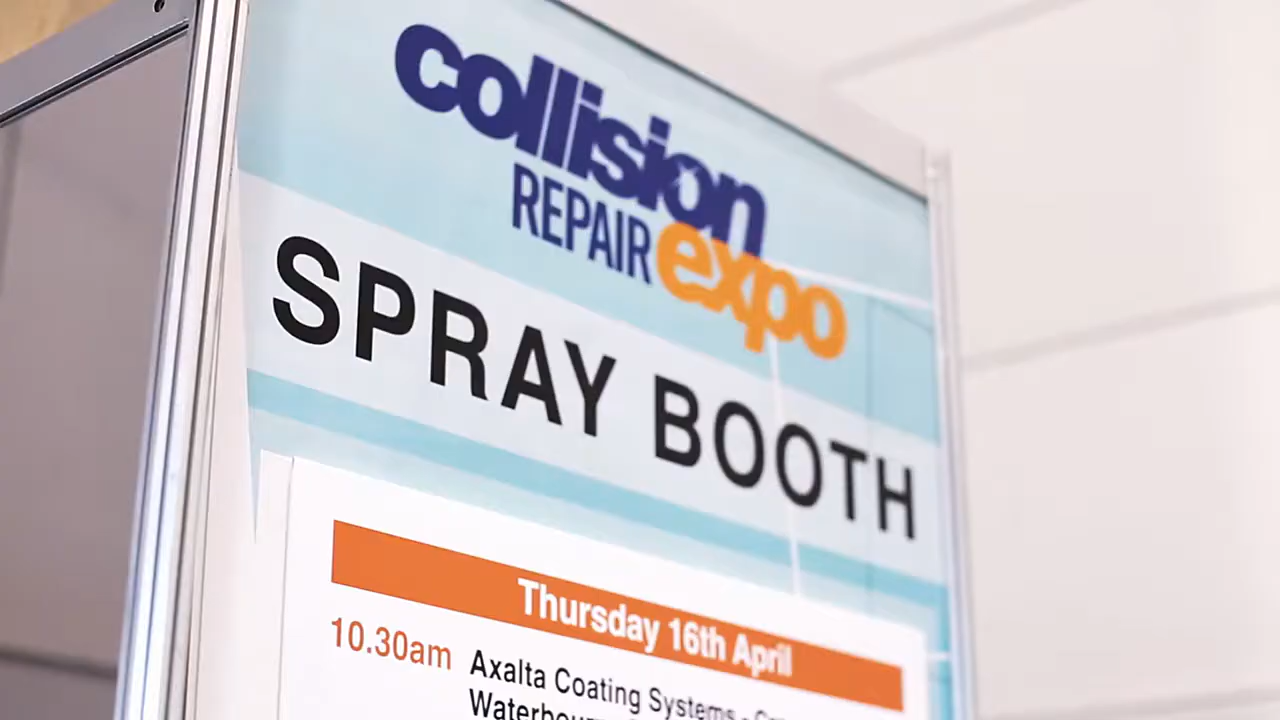 collision
REPAIR expo
SPRAY BOOTH
Thursday 16th April
10.30am Axalta Coating Systems -